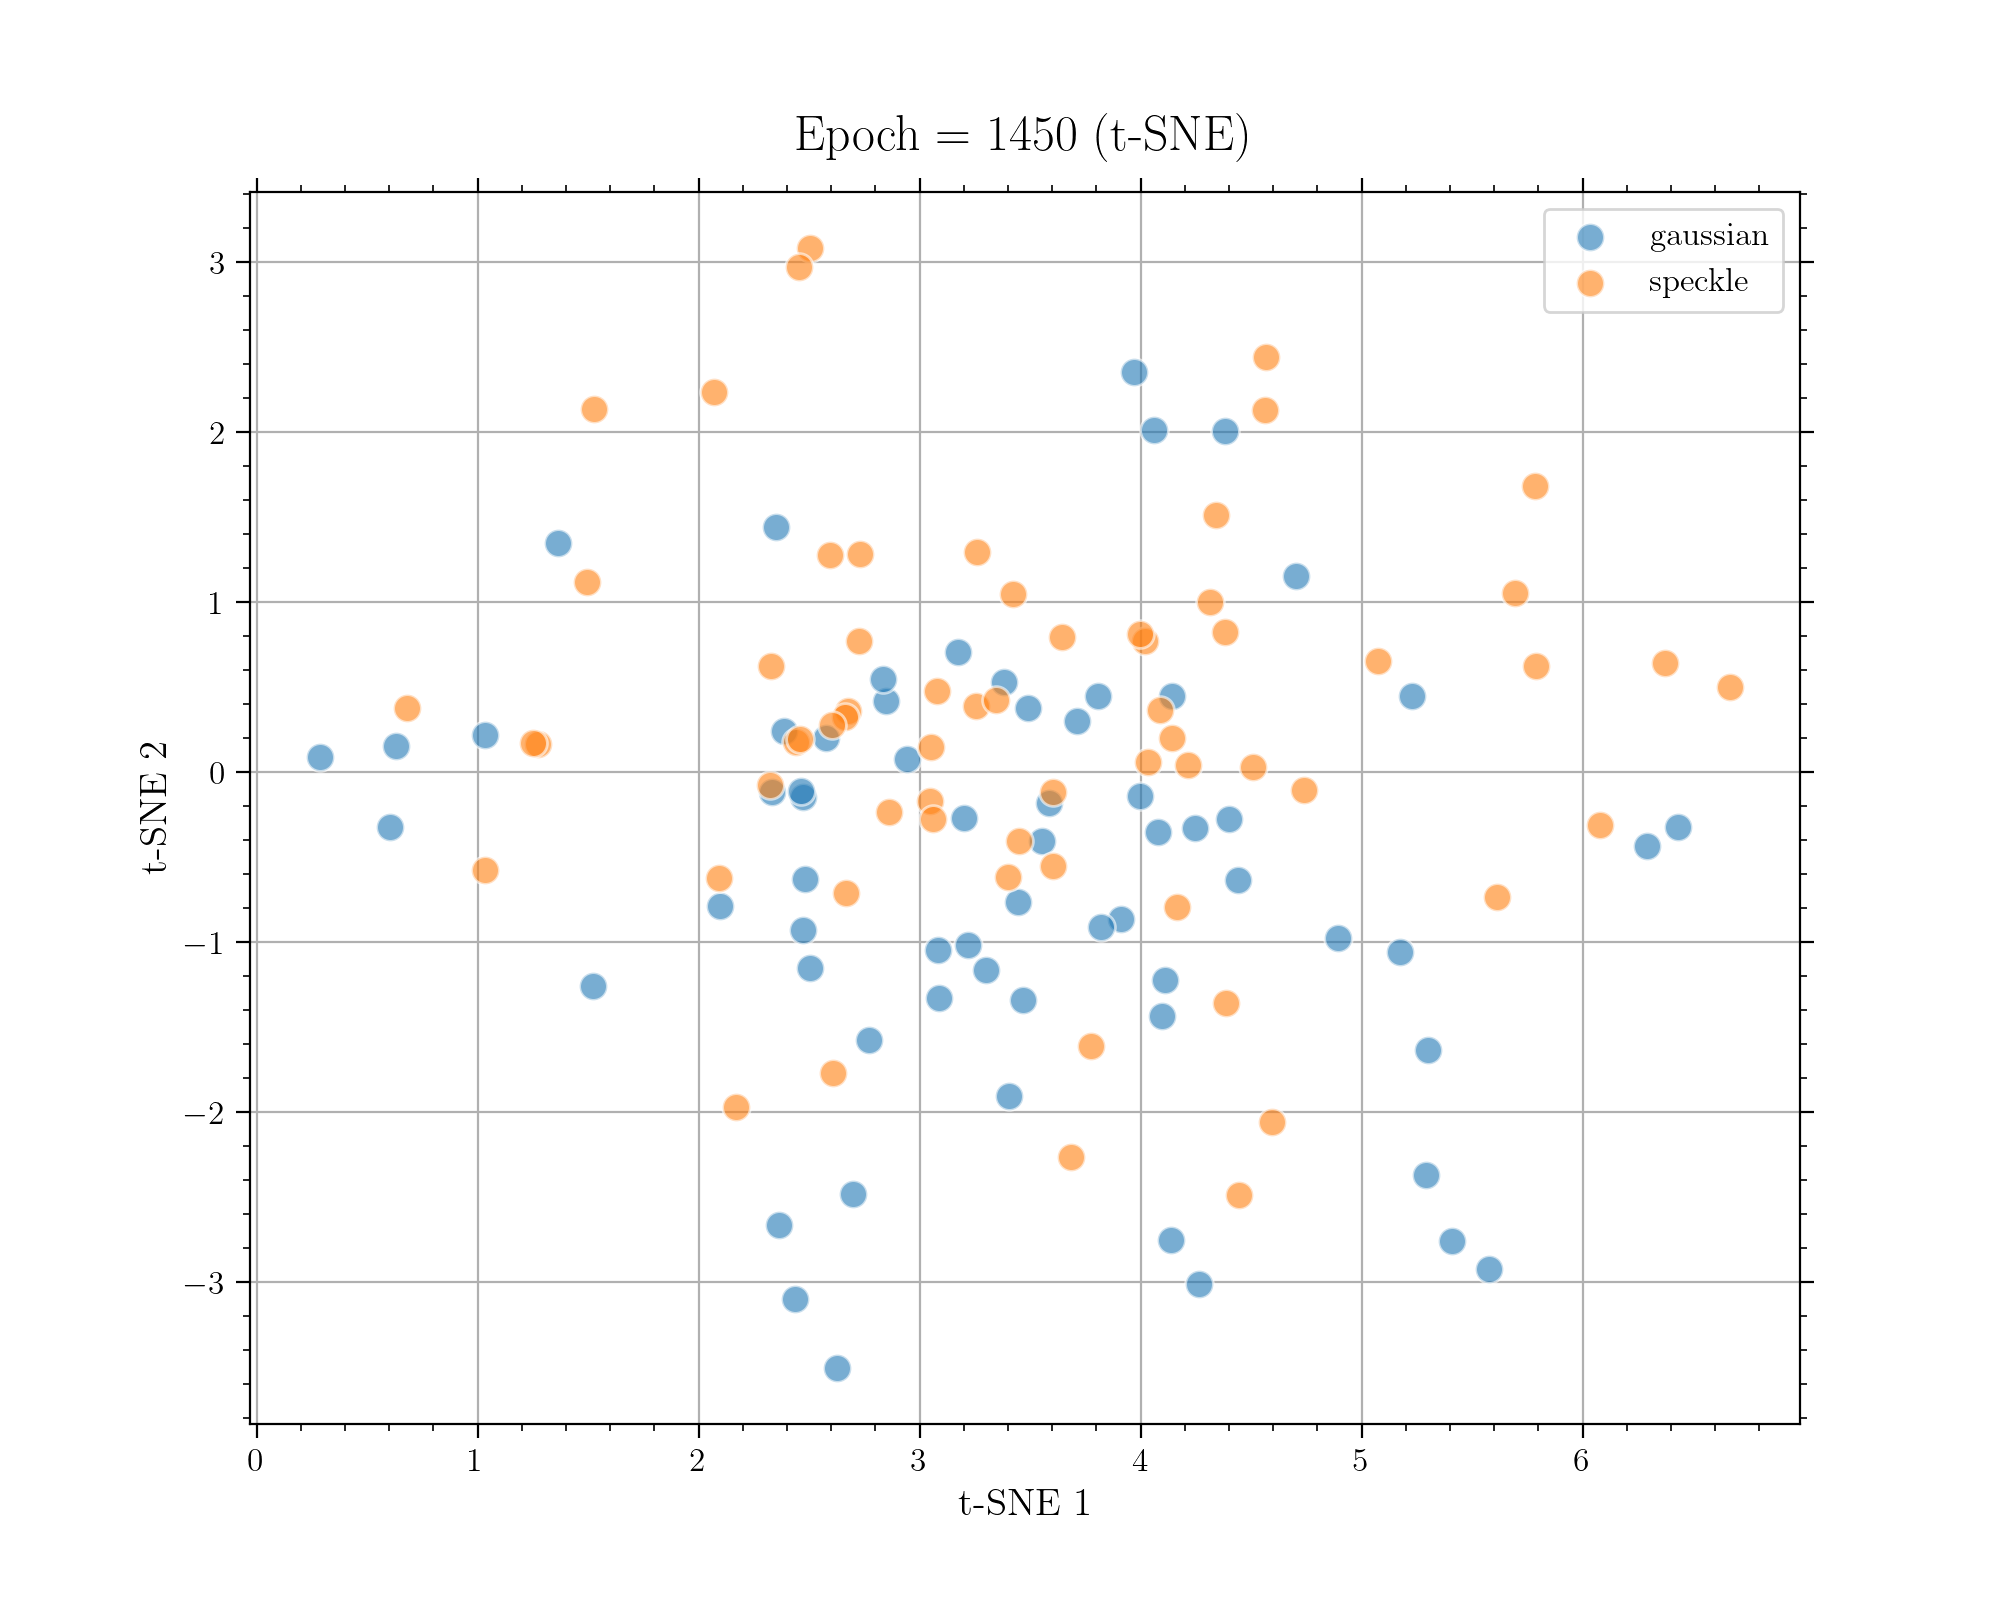 Epoch = 1450 (t-SNE)
gaussian
speckle
3
2
1
0
−1
−2
−3
t-SNE 2
0 1 2 3 4 5 6
t-SNE 1